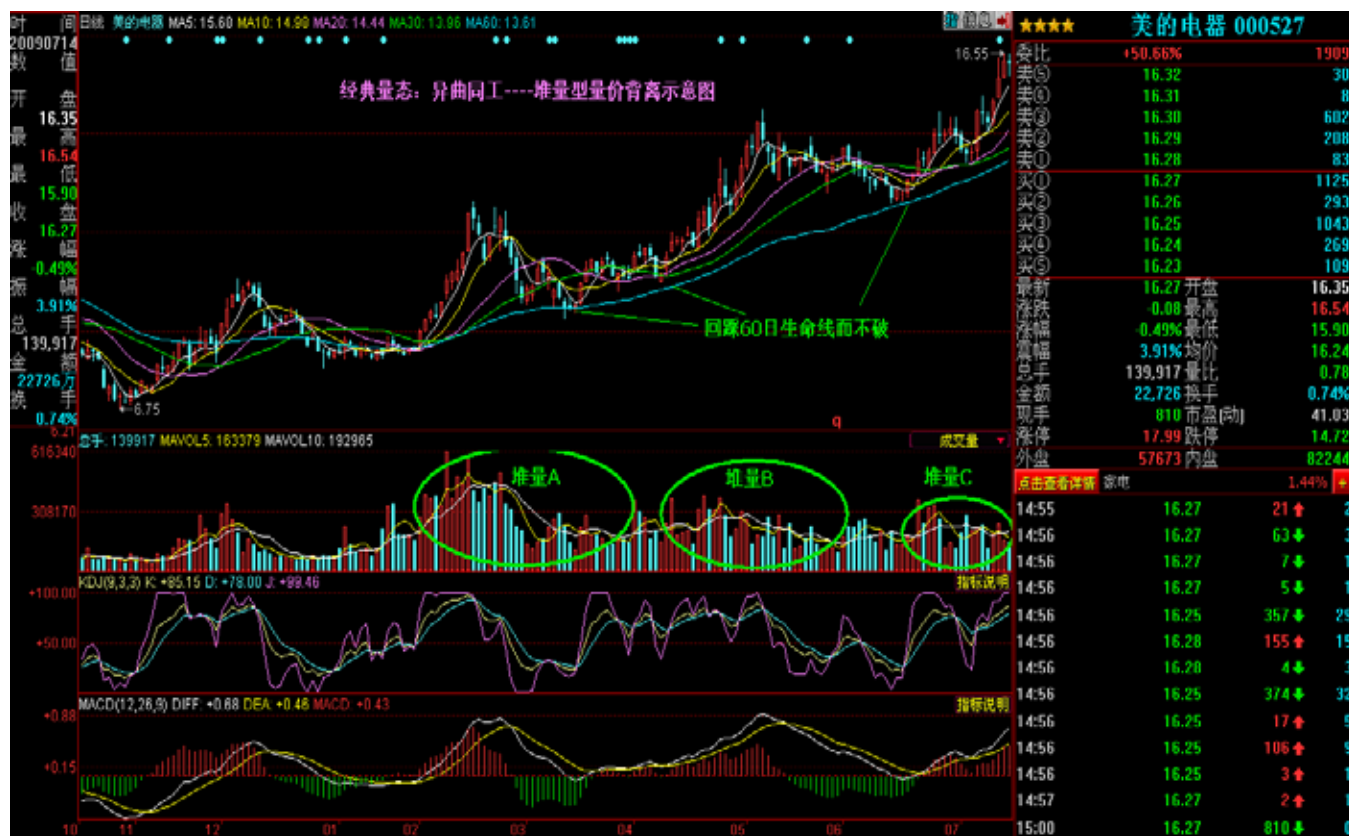 时 间
20090714
数 值
开 盘
16.35
最 高
16.54
最 低
15.90
收 盘
16.27
涨 幅
-0.49%
振 幅
3.91%
总 手
139,917
金 额
22726万
换 手
0.74%
日线 美的电器 MA5: 15.60 MA10: 14.98 MA20: 14.44 MA30: 13.96 MA60: 13.61
16.55
经典量态：异曲同工----堆量型量价背离示意图
回踩60日生命线而不破
6.75
q
6.21
总手: 139917 MAVOL5: 163379 MAVOL10: 192965
成交量
616340
308170
堆量A
堆量B
堆量C
KDJ(9,3,3) K: +85.15 D: +78.00 J: +99.46
指标说明
+100.00
+50.00
MACD(12,26,9) DIFF: +0.68 DEA: +0.46 MACD: +0.43
指标说明
+0.88
+0.15
10 11 12 01 02 03 04 05 06 07
★★★★ 美的电器 000527
委比 +50.66% 1909
卖⑤ 16.32 30
卖④ 16.31 8
卖③ 16.30 602
卖② 16.29 208
卖① 16.28 83
买① 16.27 1125
买② 16.26 293
买③ 16.25 1043
买④ 16.24 269
买⑤ 16.23 109
最新 16.27 开盘 16.35
涨跌 -0.08 最高 16.54
涨幅 -0.49% 最低 15.90
震幅 3.91% 均价 16.24
总手 139,917 量比 0.78
金额 22,726 换手 0.74%
现手 810 市盈(动) 41.03
涨停 17.99 跌停 14.72
外盘 57673 内盘 82244
点击查看详情 家电 1.44% +
14:55 16.27 21
14:56 16.27 63
14:56 16.27 7
14:56 16.27 5
14:56 16.25 357
14:56 16.28 155
14:56 16.28 4
14:56 16.25 374
14:56 16.25 17
14:56 16.25 106
14:56 16.25 3
14:57 16.27 2
15:00 16.27 810